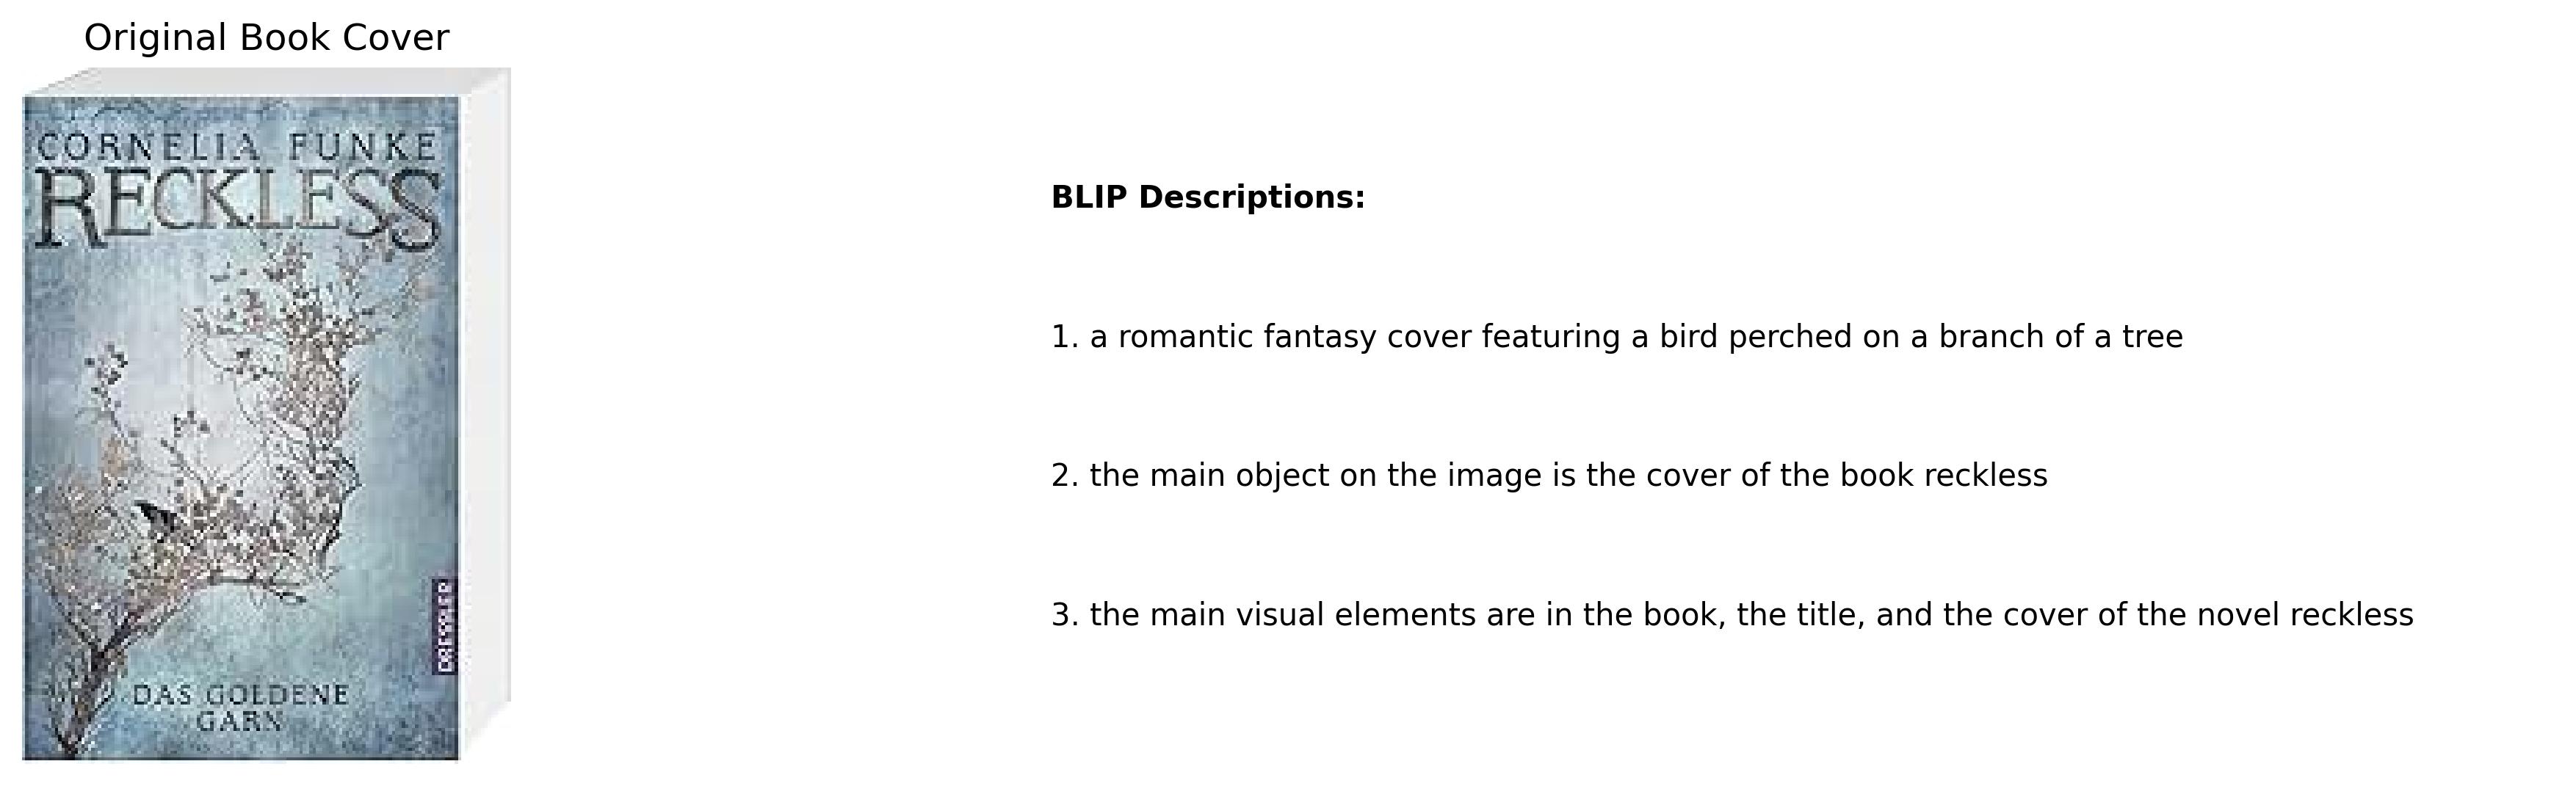 Original Book Cover
CORNELIA FUNKE
RECKLESS
DAS GOLDENE
GARN
DRESSLER
BLIP Descriptions:
1. a romantic fantasy cover featuring a bird perched on a branch of a tree
2. the main object on the image is the cover of the book reckless
3. the main visual elements are in the book, the title, and the cover of the novel reckless